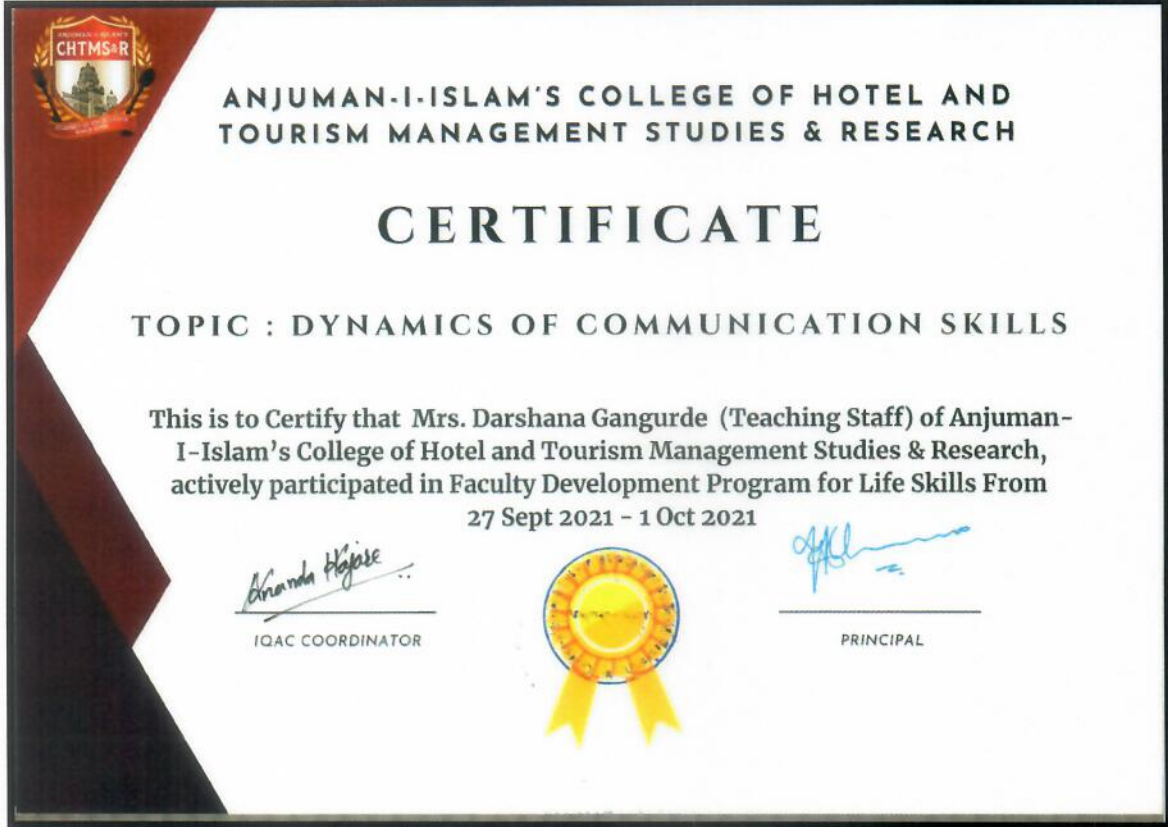 CHTMS&R
ANJUMAN-I-ISLAM'S COLLEGE OF HOTEL AND
TOURISM MANAGEMENT STUDIES & RESEARCH
CERTIFICATE
TOPIC : DYNAMICS OF COMMUNICATION SKILLS
This is to Certify that Mrs. Darshana Gangurde (Teaching Staff) of Anjuman-
I-Islam's College of Hotel and Tourism Management Studies & Research,
actively participated in Faculty Development Program for Life Skills From
27 Sept 2021 - 1 Oct 2021
Ananda Hajare
IQAC COORDINATOR
PRINCIPAL